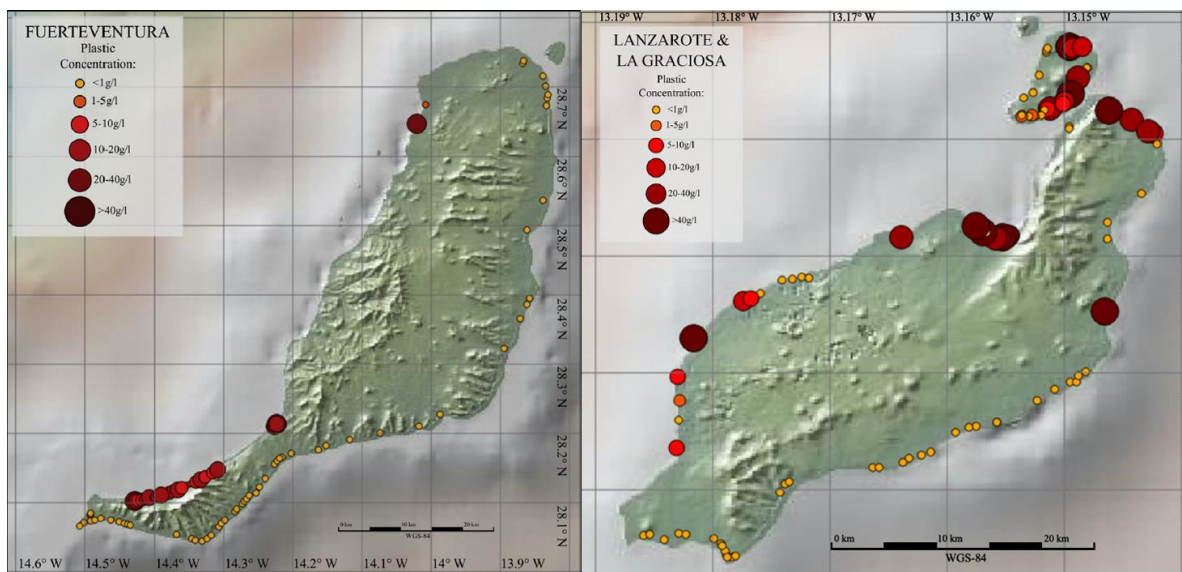 FUERTEVENTURA
Plastic
Concentration:
<1g/l
1-5g/l
5-10g/l
10-20g/l
20-40g/l
>40g/l
28.7° N
28.6° N
28.5° N
28.4° N
28.3° N
28.2° N
28.1° N
0 km 10 km 20 km
WGS-84
14.6° W 14.5° W 14.4° W 14.3° W 14.2° W 14.1° W 14° W 13.9° W
13.19° W 13.18° W 13.17° W 13.16° W 13.15° W
LANZAROTE &
LA GRACIOSA
Plastic
Concentration:
<1g/l
1-5g/l
5-10g/l
10-20g/l
20-40g/l
>40g/l
0 km 10 km 20 km
WGS-84